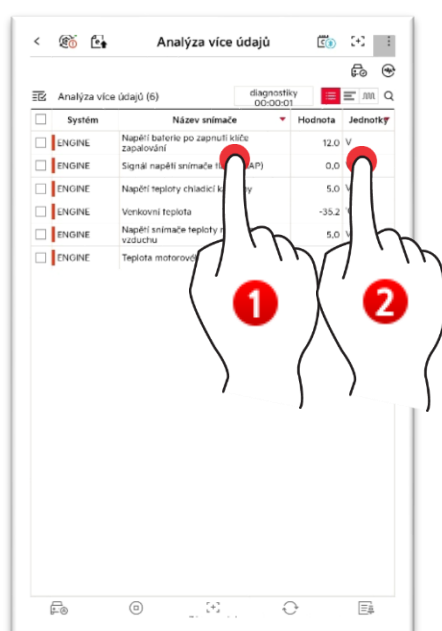 Analýza více údajů
Analýza více údajů (6)
diagnostiky
00:00:01
Systém Název snímače Hodnota Jednotky
ENGINE Napětí baterie po zapnutí klíče
zapalování 12.0 V
ENGINE Signál napětí snímače 0,0
ENGINE Napětí teploty chladicí 5.0
ENGINE Venkovní teplota -35.2
ENGINE Napětí snímače teploty
vzduchu 5,0 V
ENGINE Teplota
1
2